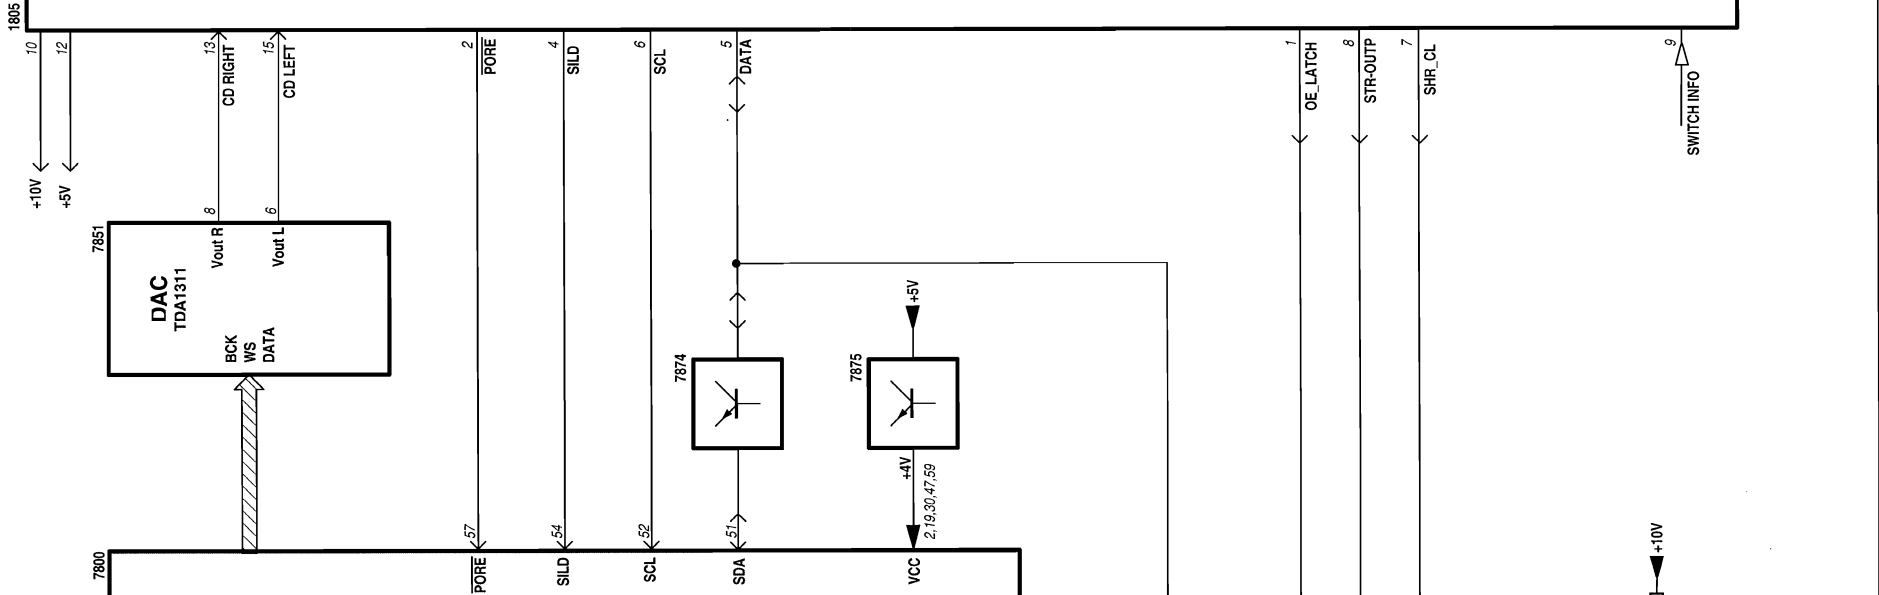 1805
10
12
13
15
2
4
6
5
1
8
7
9
CD RIGHT
CD LEFT
PORE
SILD
SCL
DATA
OE_LATCH
STR-OUTP
SHR_CL
SWITCH INFO
+10V
+5V
8
6
7851
Vout R
Vout L
DAC
TDA1311
BCK
WS
DATA
+5V
7874
7875
+4V
2,19,30,47,59
57
54
52
51
7800
PORE
SILD
SCL
SDA
VCC
+10V